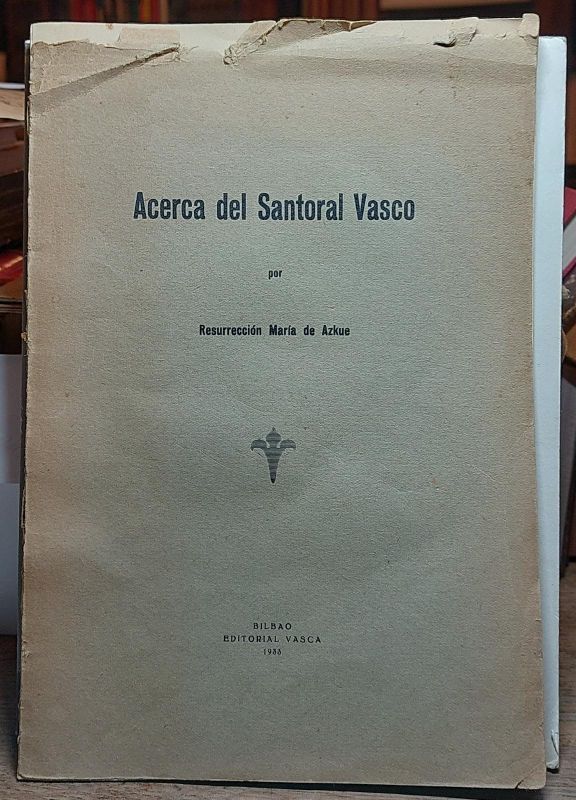 Acerca del Santoral Vasco
por
Resurrección María de Azkue
BILBAO
EDITORIAL VASCA
1933